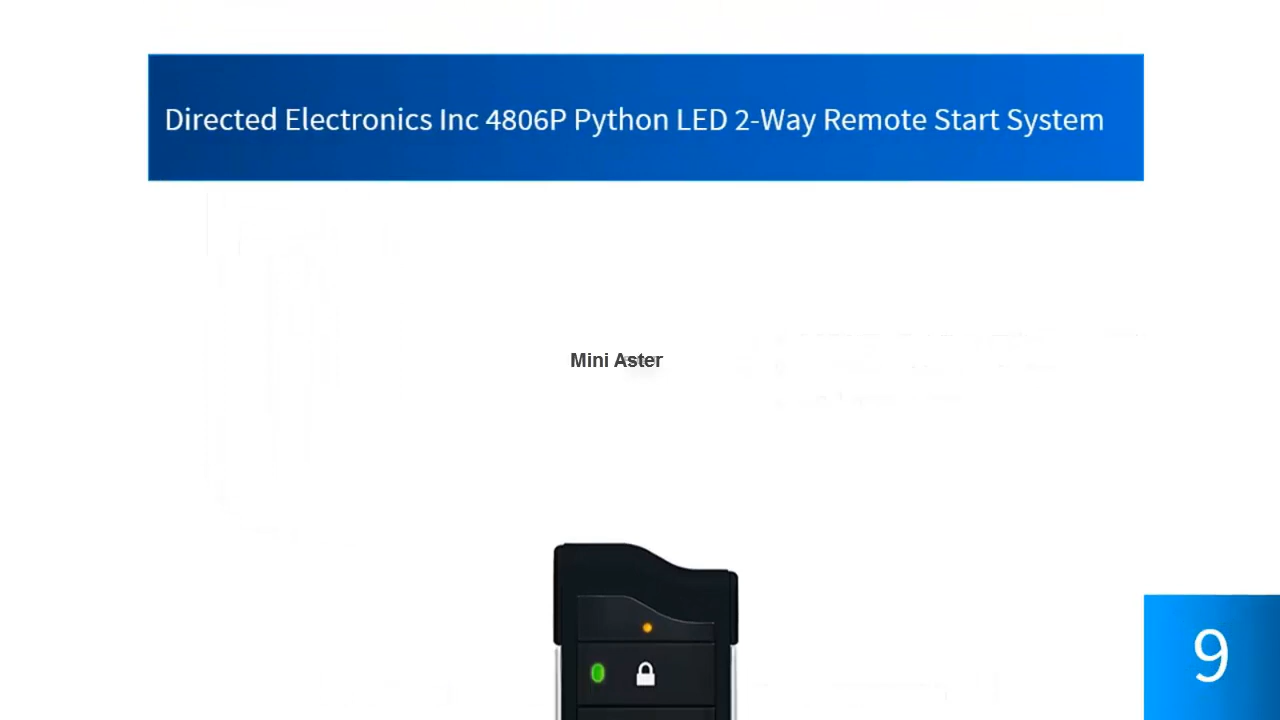 Directed Electronics Inc 4806P Python LED 2-Way Remote Start System
Mini Aster
9